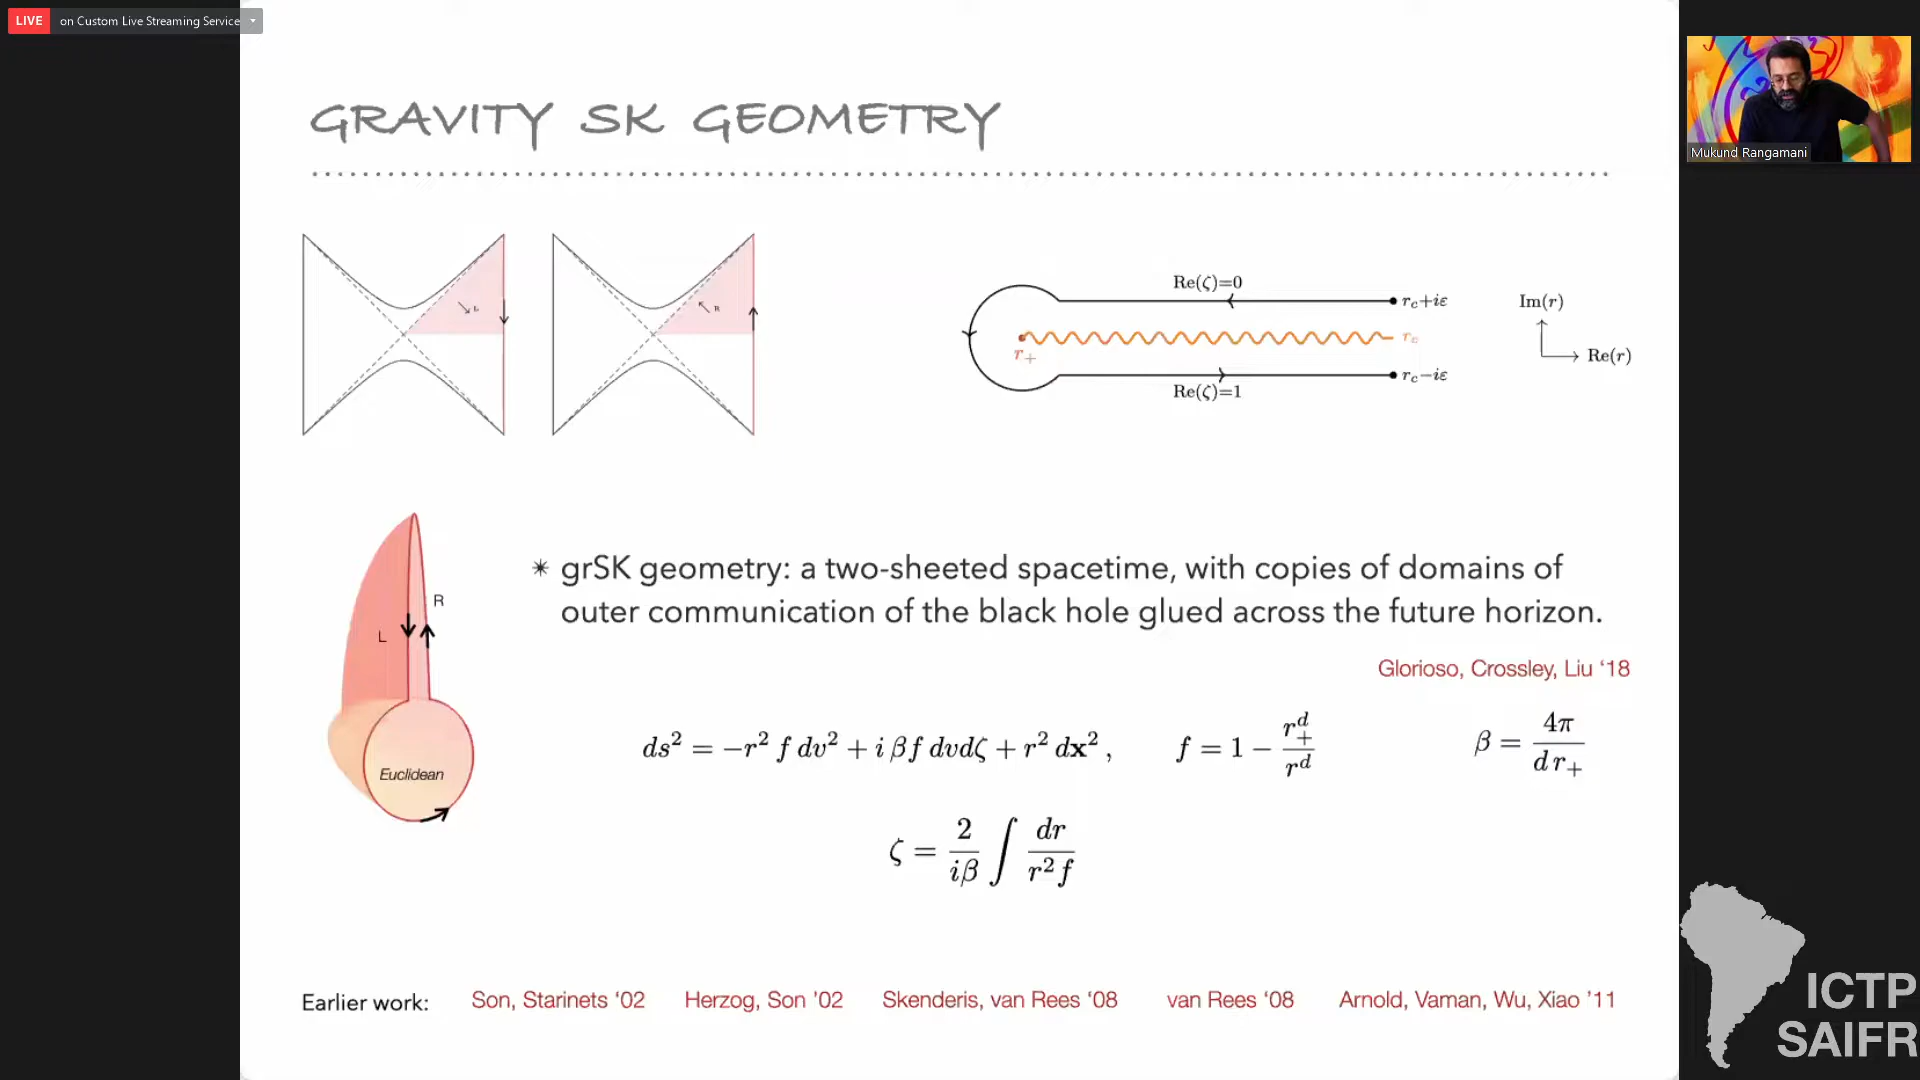 LIVE on Custom Live Streaming Service
Mukund Rangamani
GRAVITY SK GEOMETRY
L
R
Re(ζ)=0
r_c+iε
r_+
r_c
Re(ζ)=1
r_c−iε
Im(r)
Re(r)
R
L
Euclidean
* grSK geometry: a two-sheeted spacetime, with copies of domains of
outer communication of the black hole glued across the future horizon.
Glorioso, Crossley, Liu ‘18
ds² = −r² f dv² + i β f dv dζ + r² dx² , f = 1 − r_+^d / r^d β = 4π / (d r_+)
ζ = 2/(iβ) ∫ dr/(r² f)
Earlier work: Son, Starinets ‘02 Herzog, Son ’02 Skenderis, van Rees ‘08 van Rees ‘08 Arnold, Vaman, Wu, Xiao ’11
ICTP
SAIFR